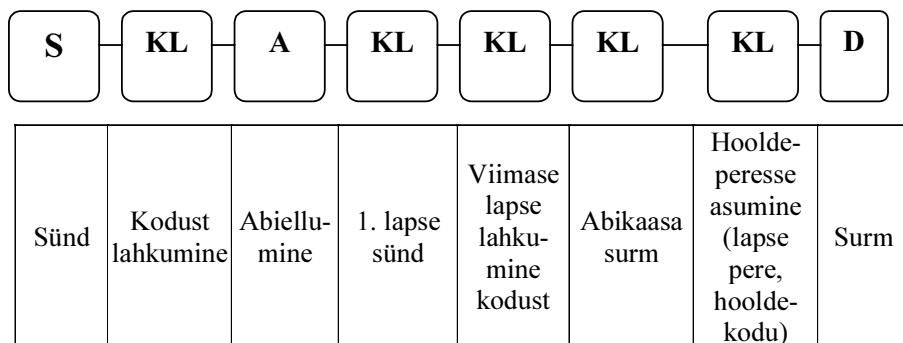 S KL A KL KL KL KL D
Sünd
Kodust
lahkumine
Abiellu-
mine
1. lapse
sünd
Viimase
lapse
lahku-
mine
kodust
Abikaasa
surm
Hoolde-
peresse
asumine
(lapse
pere,
hoolde-
kodu)
Surm